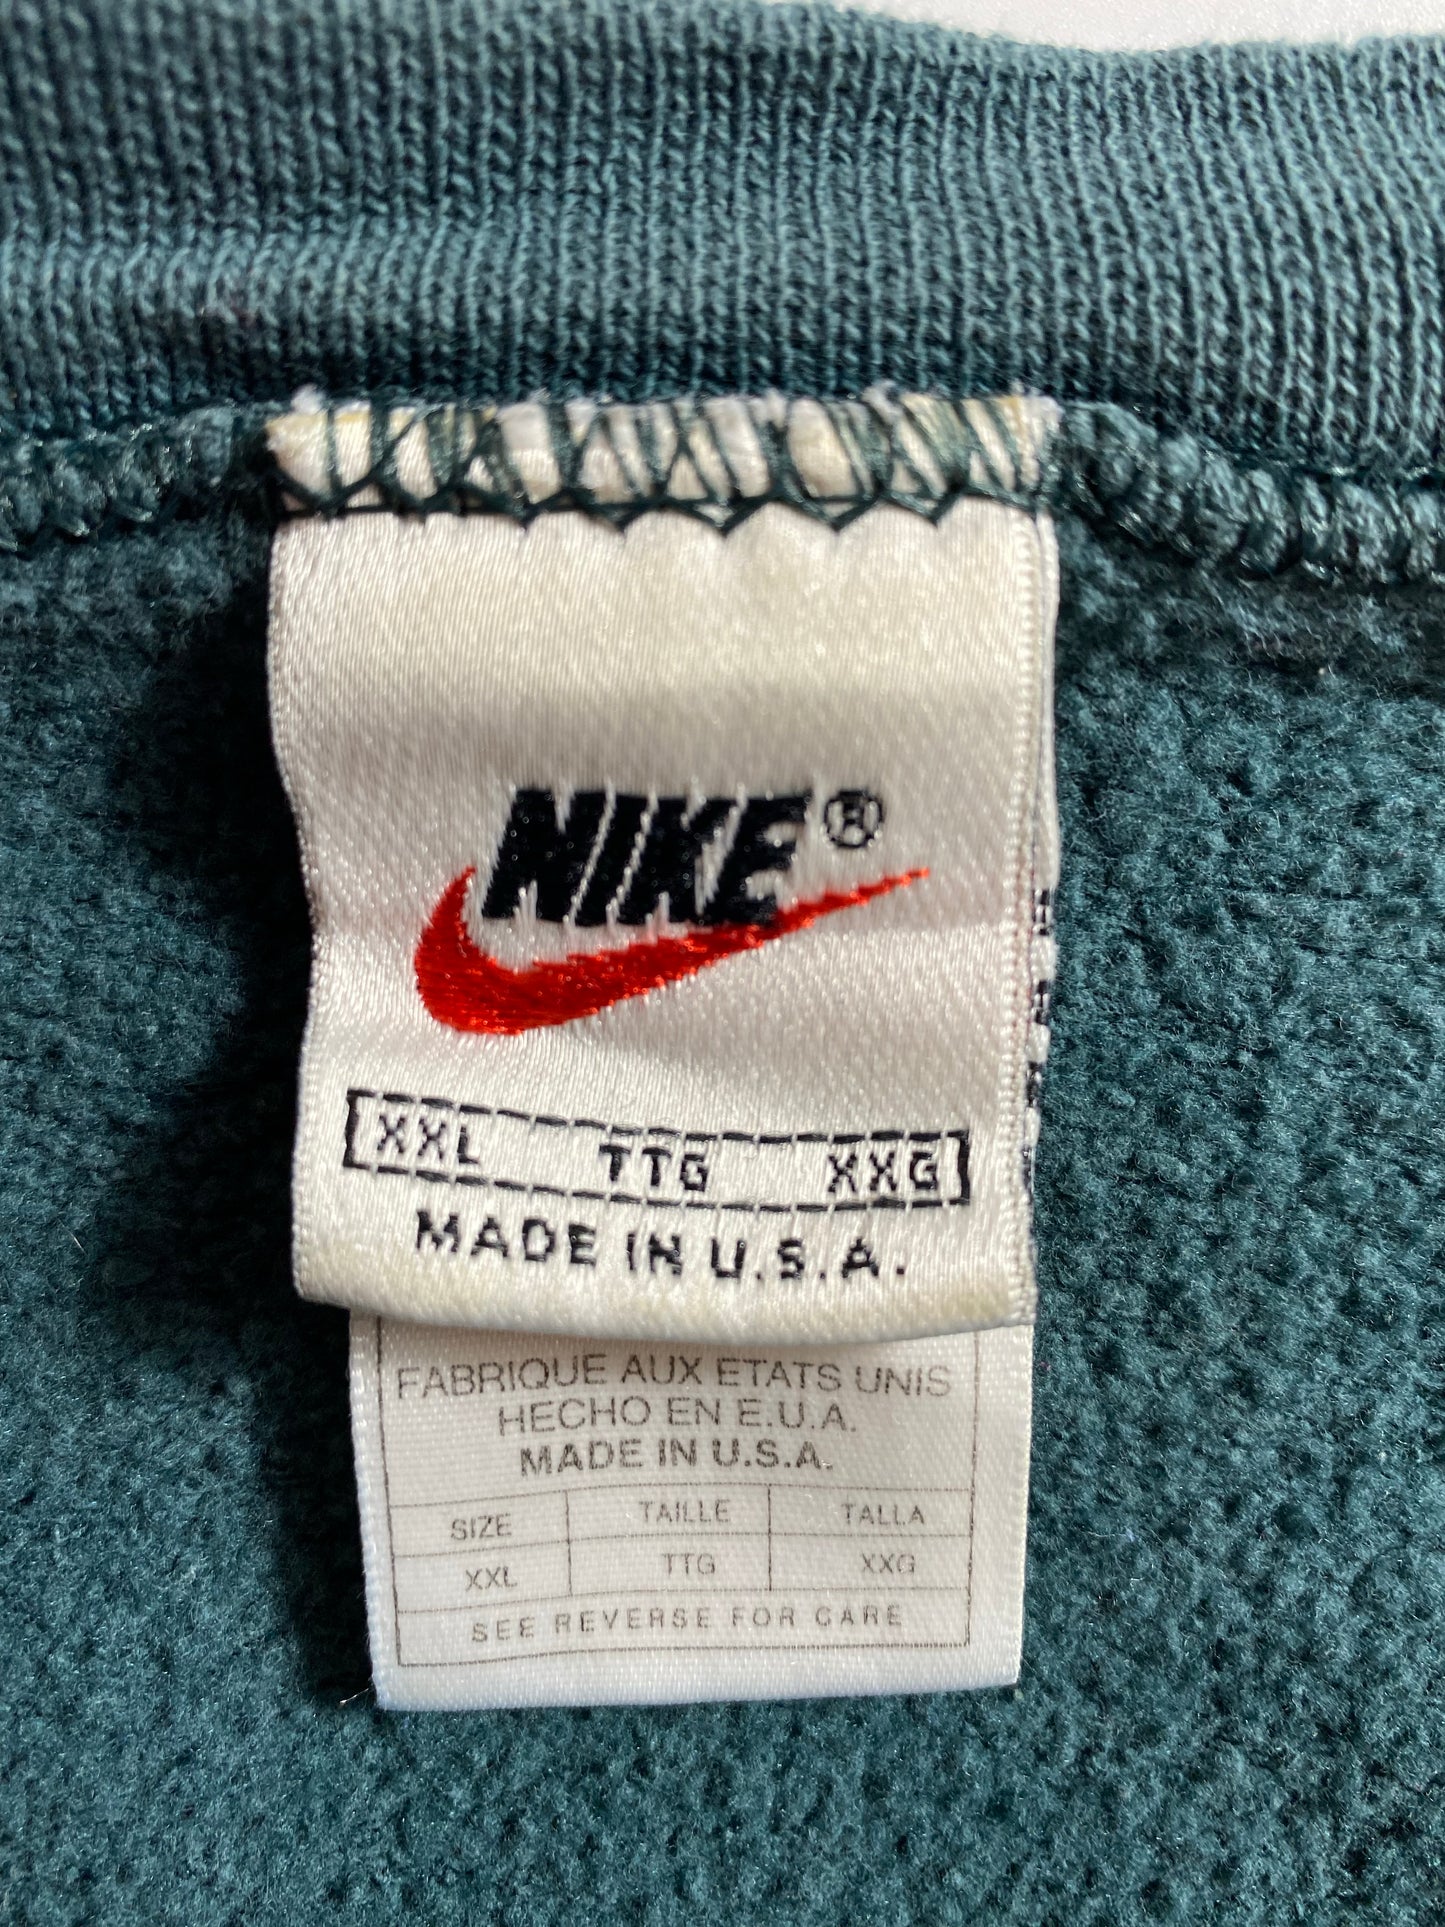 NIKE®
XXL TTG XXG
MADE IN U.S.A.
FABRIQUE AUX ETATS UNIS
HECHO EN E.U.A.
MADE IN U.S.A.
SIZE TAILLE TALLA
XXL TTG XXG
SEE REVERSE FOR CARE